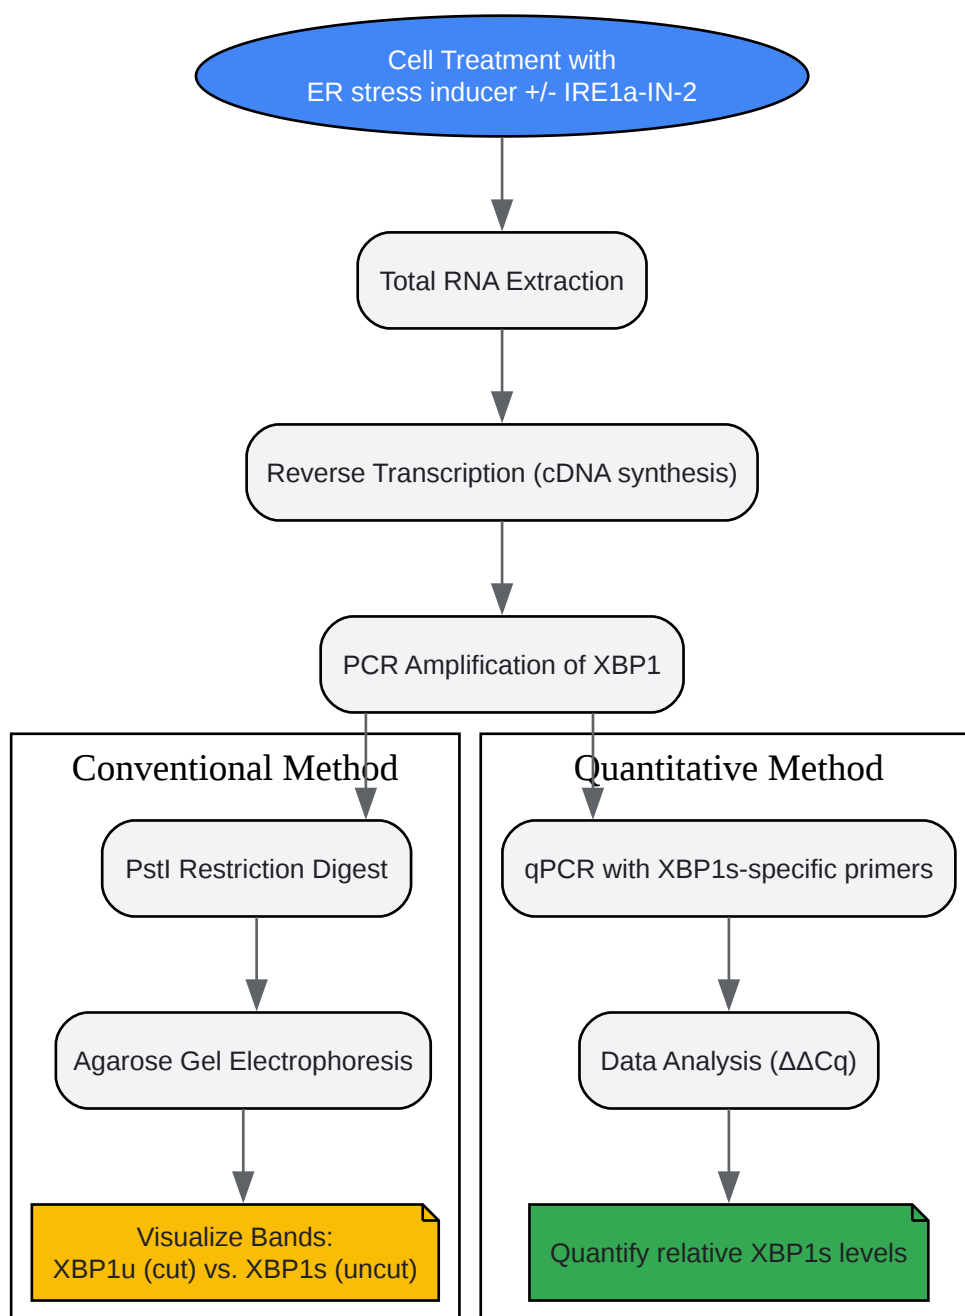 Cell Treatment with
ER stress inducer +/- IRE1a-IN-2
Total RNA Extraction
Reverse Transcription (cDNA synthesis)
PCR Amplification of XBP1
Conventional Method
PstI Restriction Digest
Agarose Gel Electrophoresis
Visualize Bands:
XBP1u (cut) vs. XBP1s (uncut)
Quantitative Method
qPCR with XBP1s-specific primers
Data Analysis (ΔΔCq)
Quantify relative XBP1s levels